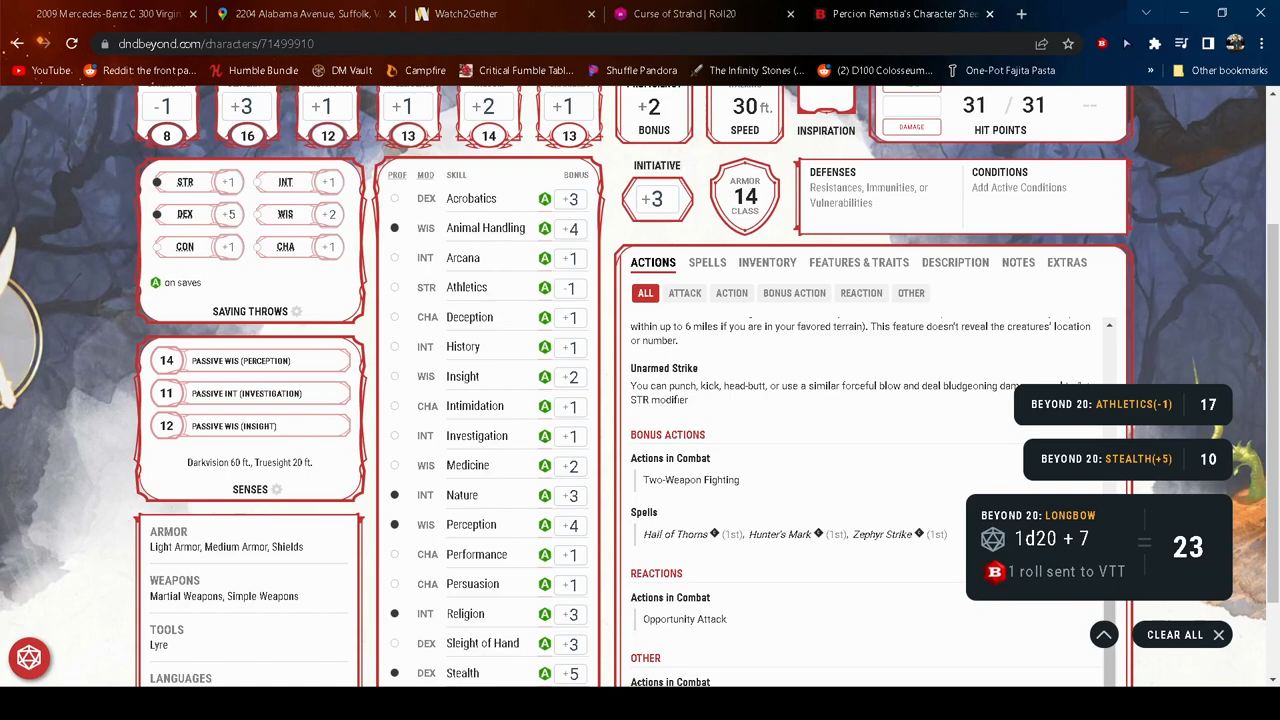 2009 Mercedes-Benz C 300 Virgin
2204 Alabama Avenue, Suffolk, V
Watch2Gether
Curse of Strahd | Roll20
Percion Remstia's Character She
dndbeyond.com/characters/71499910
YouTube.
Reddit: the front pa...
Humble Bundle
DM Vault
Campfire
Critical Fumble Tabl...
Shuffle Pandora
The Infinity Stones (...
(2) D100 Colosseum...
One-Pot Fajita Pasta
»
Other bookmarks
-1
+3
+1
+1
+2
+1
8
16
12
13
14
13
+2
BONUS
30 ft.
SPEED
INSPIRATION
DAMAGE
31 / 31 --
HIT POINTS
STR +1
INT +1
DEX +5
WIS +2
CON +1
CHA +1
A on saves
SAVING THROWS
14 PASSIVE WIS (PERCEPTION)
11 PASSIVE INT (INVESTIGATION)
12 PASSIVE WIS (INSIGHT)
Darkvision 60 ft., Truesight 20 ft.
SENSES
ARMOR
Light Armor, Medium Armor, Shields
WEAPONS
Martial Weapons, Simple Weapons
TOOLS
Lyre
LANGUAGES
PROF MOD SKILL BONUS
DEX Acrobatics A +3
WIS Animal Handling A +4
INT Arcana A +1
STR Athletics A -1
CHA Deception A +1
INT History A +1
WIS Insight A +2
CHA Intimidation A +1
INT Investigation A +1
WIS Medicine A +2
INT Nature A +3
WIS Perception A +4
CHA Performance A +1
CHA Persuasion A +1
INT Religion A +3
DEX Sleight of Hand A +3
DEX Stealth A +5
INITIATIVE
+3
ARMOR
14
CLASS
DEFENSES
Resistances, Immunities, or
Vulnerabilities
CONDITIONS
Add Active Conditions
ACTIONS SPELLS INVENTORY FEATURES & TRAITS DESCRIPTION NOTES EXTRAS
ALL ATTACK ACTION BONUS ACTION REACTION OTHER
within up to 6 miles if you are in your favored terrain). This feature doesn't reveal the creatures' location
or number.
Unarmed Strike
You can punch, kick, head-butt, or use a similar forceful blow and deal bludgeoning
STR modifier
BONUS ACTIONS
Actions in Combat
Two-Weapon Fighting
Spells
Hail of Thorns (1st), Hunter's Mark (1st), Zephyr Strike (1st)
REACTIONS
Actions in Combat
Opportunity Attack
OTHER
Actions in Combat
BEYOND 20: ATHLETICS(-1) 17
BEYOND 20: STEALTH(+5) 10
BEYOND 20: LONGBOW
1d20 + 7 = 23
B 1 roll sent to VTT
CLEAR ALL